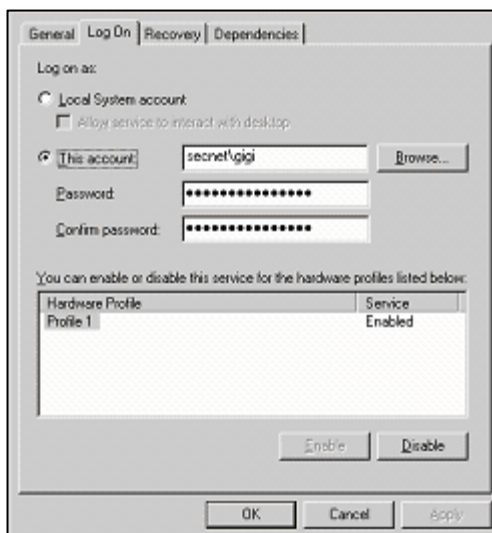 General Log On Recovery Dependencies
Log on as:
Local System account
Allow service to interact with desktop
This account: secnet\gigi Browse...
Password: ●●●●●●●●●●●●●●●
Confirm password: ●●●●●●●●●●●●●●●
You can enable or disable this service for the hardware profiles listed below:
Hardware Profile Service
Profile 1 Enabled
Enable Disable
OK Cancel Apply